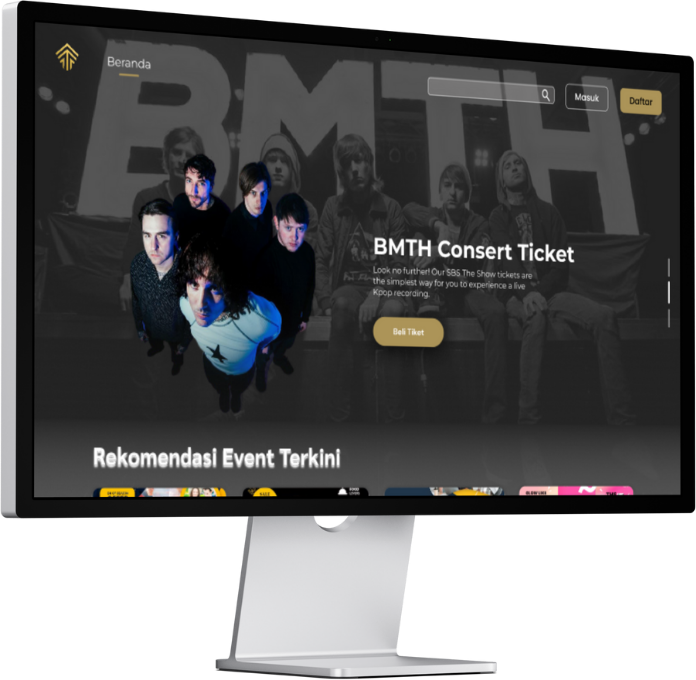 Beranda
Masuk
Daftar
BMTH
BMTH Consert Ticket
Look no further! Our SBS The Show tickets are
the simplest way for you to experience a live
Kpop recording.
Beli Tiket
Rekomendasi Event Terkini